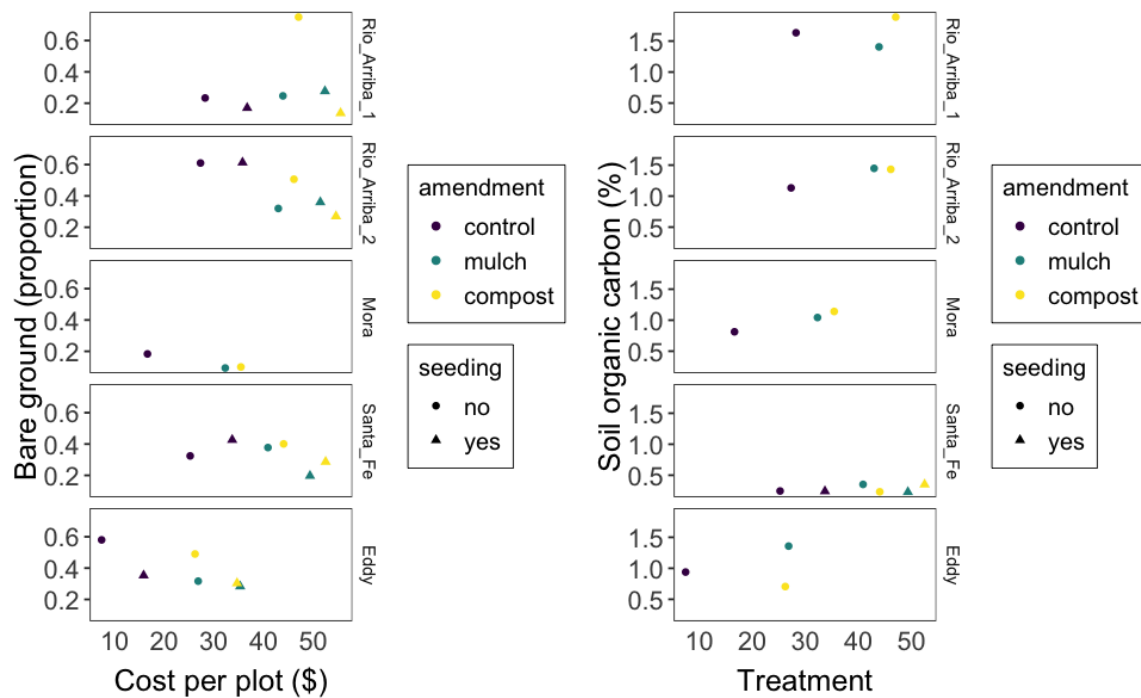 Bare ground (proportion)
0.6
0.4
0.2
Rio_Arriba_1
0.6
0.4
0.2
Rio_Arriba_2
0.6
0.4
0.2
Mora
0.6
0.4
0.2
Santa_Fe
0.6
0.4
0.2
Eddy
10 20 30 40 50
Cost per plot ($)
amendment
control
mulch
compost
seeding
no
yes
Soil organic carbon (%)
1.5
1.0
0.5
Rio_Arriba_1
1.5
1.0
0.5
Rio_Arriba_2
1.5
1.0
0.5
Mora
1.5
1.0
0.5
Santa_Fe
1.5
1.0
0.5
Eddy
10 20 30 40 50
Treatment
amendment
control
mulch
compost
seeding
no
yes